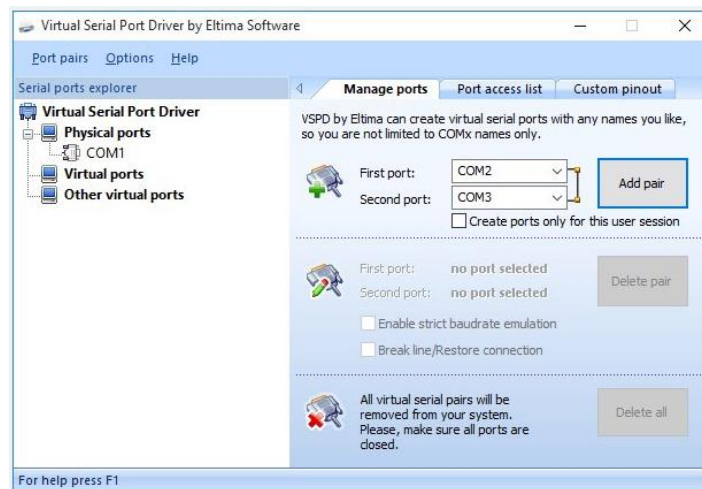 Virtual Serial Port Driver by Eltima Software
Port pairs Options Help
Serial ports explorer
Virtual Serial Port Driver
Physical ports
COM1
Virtual ports
Other virtual ports
Manage ports Port access list Custom pinout
VSPD by Eltima can create virtual serial ports with any names you like,
so you are not limited to COMx names only.
First port: COM2
Second port: COM3
Add pair
Create ports only for this user session
First port: no port selected
Second port: no port selected
Delete pair
Enable strict baudrate emulation
Break line/Restore connection
All virtual serial pairs will be
removed from your system.
Please, make sure all ports are
closed.
Delete all
For help press F1